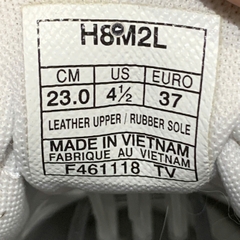 H8M2L
CM US EURO
23.0 4½ 37
LEATHER UPPER / RUBBER SOLE
MADE IN VIETNAM
FABRIQUE AU VIETNAM
F461118 TV